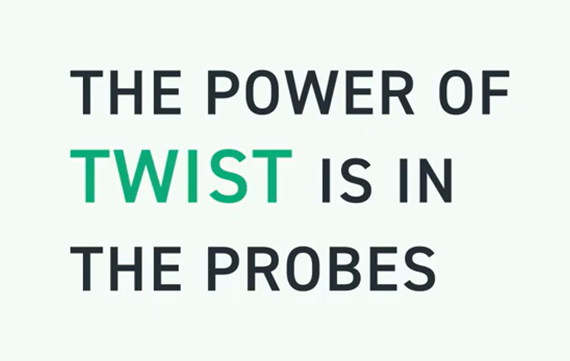 THE POWER OF
TWIST IS IN
THE PROBES